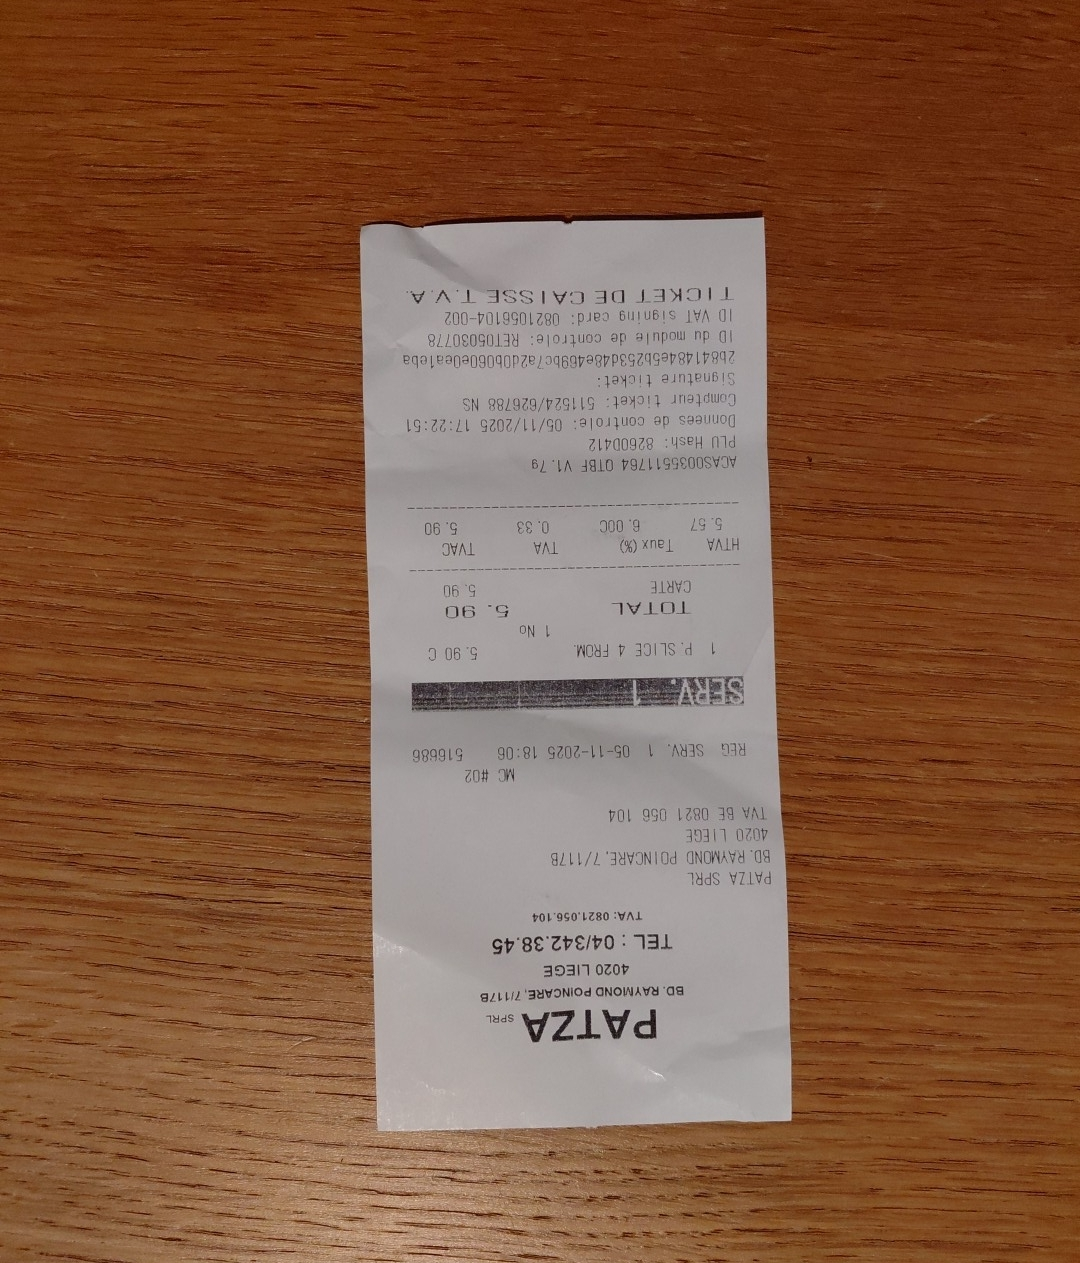 PATZA SPRL
BD. RAYMOND POINCARE, 7/117B
4020 LIEGE
TEL : 04/342.38.45
TVA: 0821.056.104
PATZA SPRL
BD. RAYMOND POINCARE, 7/117B
4020 LIEGE
TVA BE 0821 056 104
MC #02
REG SERV. 1 05-11-2025 18:06 516686
SERV. 1
1 P. SLICE 4 FROM. 5.90 C
1 No
TOTAL 5.90
CARTE 5.90
HTVA Taux (%) TVA TVAC
5.57 6.00C 0.33 5.90
ACAS0035511764 QTBF V1.7g
PLU Hash: 8260D412
Donnees de controle: 05/11/2025 17:22:51
Compteur ticket: 511524/626788 NS
Signature ticket:
2b841484e5b5253d48e469bc7a2db060e0ea1eba
ID du module de controle: RET05030778
ID VAT signing card: 0821056104-002
TICKET DE CAISSE T.V.A.